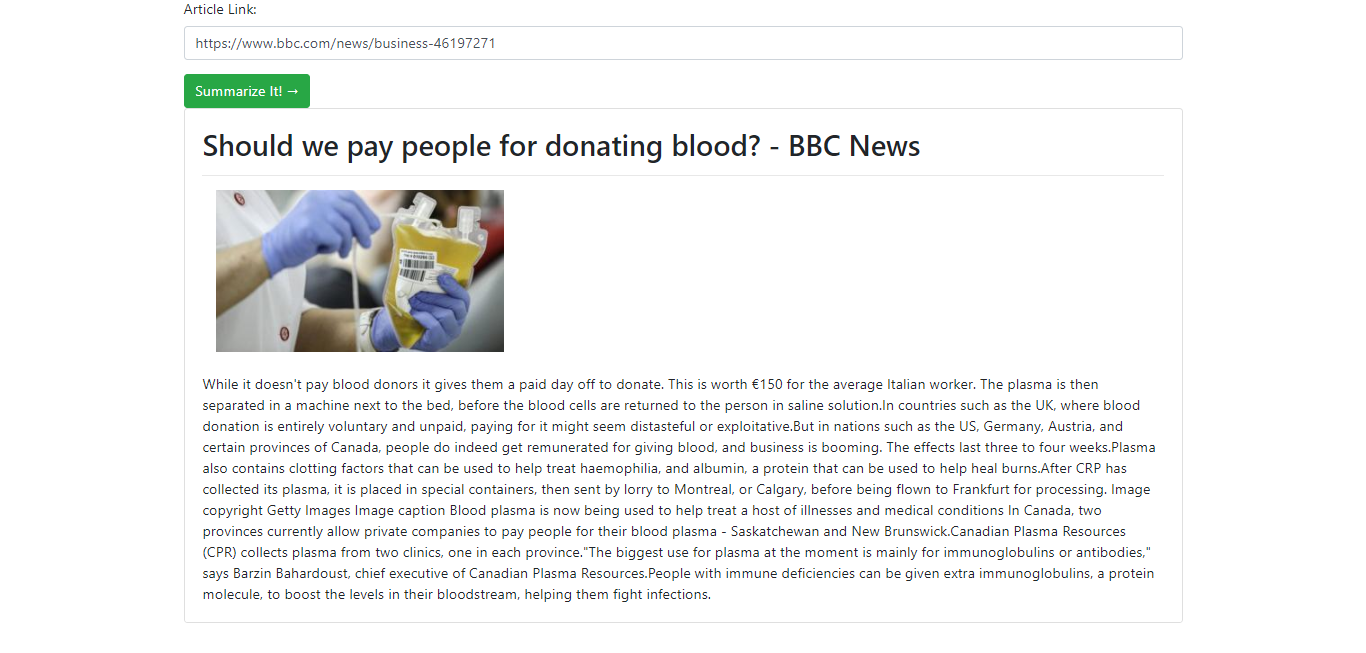 Article Link:
https://www.bbc.com/news/business-46197271
Summarize It! →
Should we pay people for donating blood? - BBC News
While it doesn't pay blood donors it gives them a paid day off to donate. This is worth €150 for the average Italian worker. The plasma is then
separated in a machine next to the bed, before the blood cells are returned to the person in saline solution.In countries such as the UK, where blood
donation is entirely voluntary and unpaid, paying for it might seem distasteful or exploitative.But in nations such as the US, Germany, Austria, and
certain provinces of Canada, people do indeed get remunerated for giving blood, and business is booming. The effects last three to four weeks.Plasma
also contains clotting factors that can be used to help treat haemophilia, and albumin, a protein that can be used to help heal burns.After CRP has
collected its plasma, it is placed in special containers, then sent by lorry to Montreal, or Calgary, before being flown to Frankfurt for processing. Image
copyright Getty Images Image caption Blood plasma is now being used to help treat a host of illnesses and medical conditions In Canada, two
provinces currently allow private companies to pay people for their blood plasma - Saskatchewan and New Brunswick.Canadian Plasma Resources
(CPR) collects plasma from two clinics, one in each province."The biggest use for plasma at the moment is mainly for immunoglobulins or antibodies,"
says Barzin Bahardoust, chief executive of Canadian Plasma Resources.People with immune deficiencies can be given extra immunoglobulins, a protein
molecule, to boost the levels in their bloodstream, helping them fight infections.